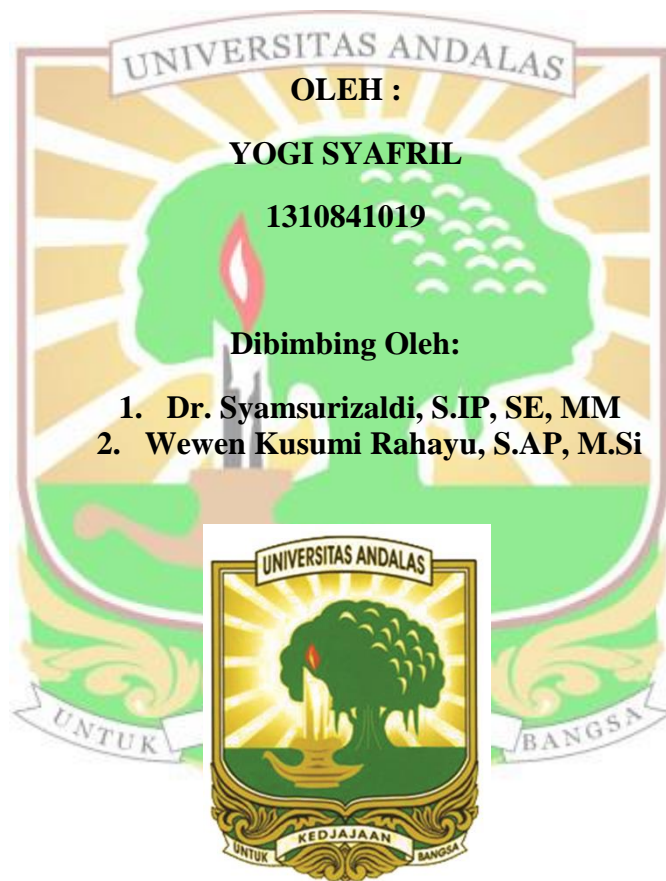 UNIVERSITAS ANDALAS
OLEH :
YOGI SYAFRIL
1310841019
Dibimbing Oleh:
1. Dr. Syamsurizaldi, S.IP, SE, MM
2. Wewen Kusumi Rahayu, S.AP, M.Si
UNIVERSITAS ANDALAS
UNTUK KEDJAJAAN BANGSA
UNTUK BANGSA